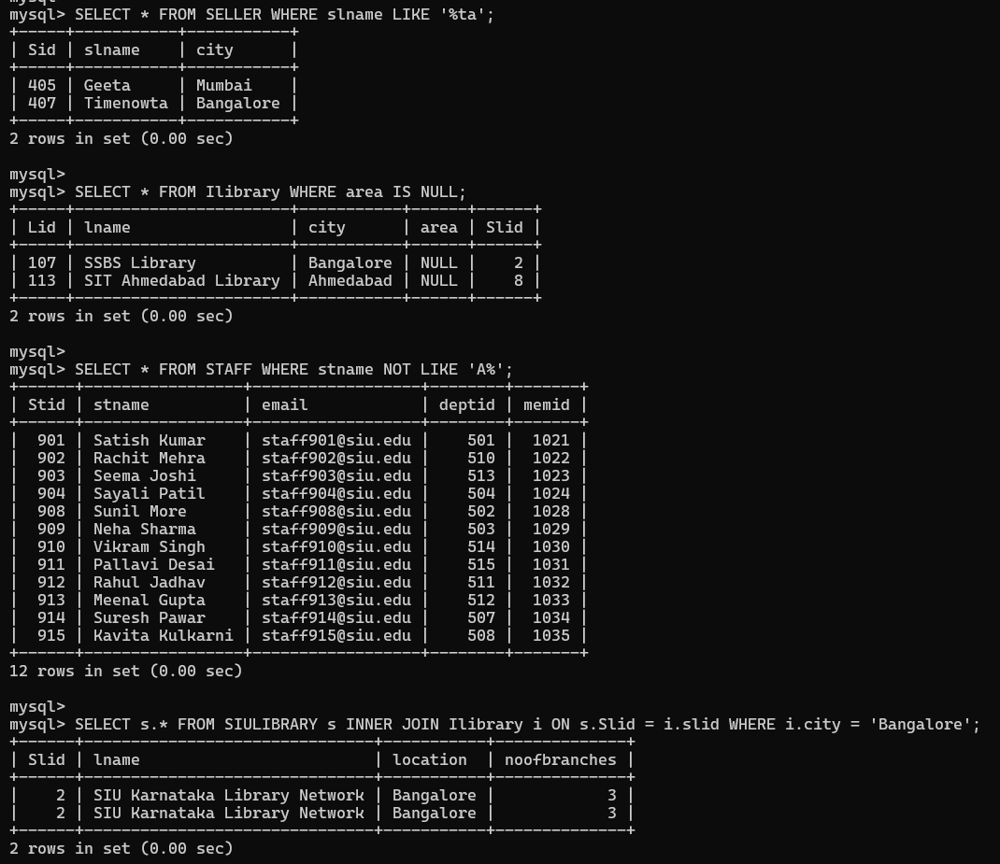 mysql> SELECT * FROM SELLER WHERE slname LIKE '%ta';
+-----+-----------+-----------+
| Sid | slname    | city      |
+-----+-----------+-----------+
| 405 | Geeta     | Mumbai    |
| 407 | Timenowta | Bangalore |
+-----+-----------+-----------+
2 rows in set (0.00 sec)

mysql>
mysql> SELECT * FROM Ilibrary WHERE area IS NULL;
+-----+-----------------------+-----------+------+------+
| Lid | lname                 | city      | area | Slid |
+-----+-----------------------+-----------+------+------+
| 107 | SSBS Library          | Bangalore | NULL |    2 |
| 113 | SIT Ahmedabad Library | Ahmedabad | NULL |    8 |
+-----+-----------------------+-----------+------+------+
2 rows in set (0.00 sec)

mysql>
mysql> SELECT * FROM STAFF WHERE stname NOT LIKE 'A%';
+------+-----------------+------------------+--------+-------+
| Stid | stname          | email            | deptid | memid |
+------+-----------------+------------------+--------+-------+
|  901 | Satish Kumar    | staff901@siu.edu |    501 |  1021 |
|  902 | Rachit Mehra    | staff902@siu.edu |    510 |  1022 |
|  903 | Seema Joshi     | staff903@siu.edu |    513 |  1023 |
|  904 | Sayali Patil    | staff904@siu.edu |    504 |  1024 |
|  908 | Sunil More      | staff908@siu.edu |    502 |  1028 |
|  909 | Neha Sharma     | staff909@siu.edu |    503 |  1029 |
|  910 | Vikram Singh    | staff910@siu.edu |    514 |  1030 |
|  911 | Pallavi Desai   | staff911@siu.edu |    515 |  1031 |
|  912 | Rahul Jadhav    | staff912@siu.edu |    511 |  1032 |
|  913 | Meenal Gupta    | staff913@siu.edu |    512 |  1033 |
|  914 | Suresh Pawar    | staff914@siu.edu |    507 |  1034 |
|  915 | Kavita Kulkarni | staff915@siu.edu |    508 |  1035 |
+------+-----------------+------------------+--------+-------+
12 rows in set (0.00 sec)

mysql>
mysql> SELECT s.* FROM SIULIBRARY s INNER JOIN Ilibrary i ON s.Slid = i.slid WHERE i.city = 'Bangalore';
+------+-------------------------------+-----------+--------------+
| Slid | lname                         | location  | noofbranches |
+------+-------------------------------+-----------+--------------+
|    2 | SIU Karnataka Library Network | Bangalore |            3 |
|    2 | SIU Karnataka Library Network | Bangalore |            3 |
+------+-------------------------------+-----------+--------------+
2 rows in set (0.00 sec)